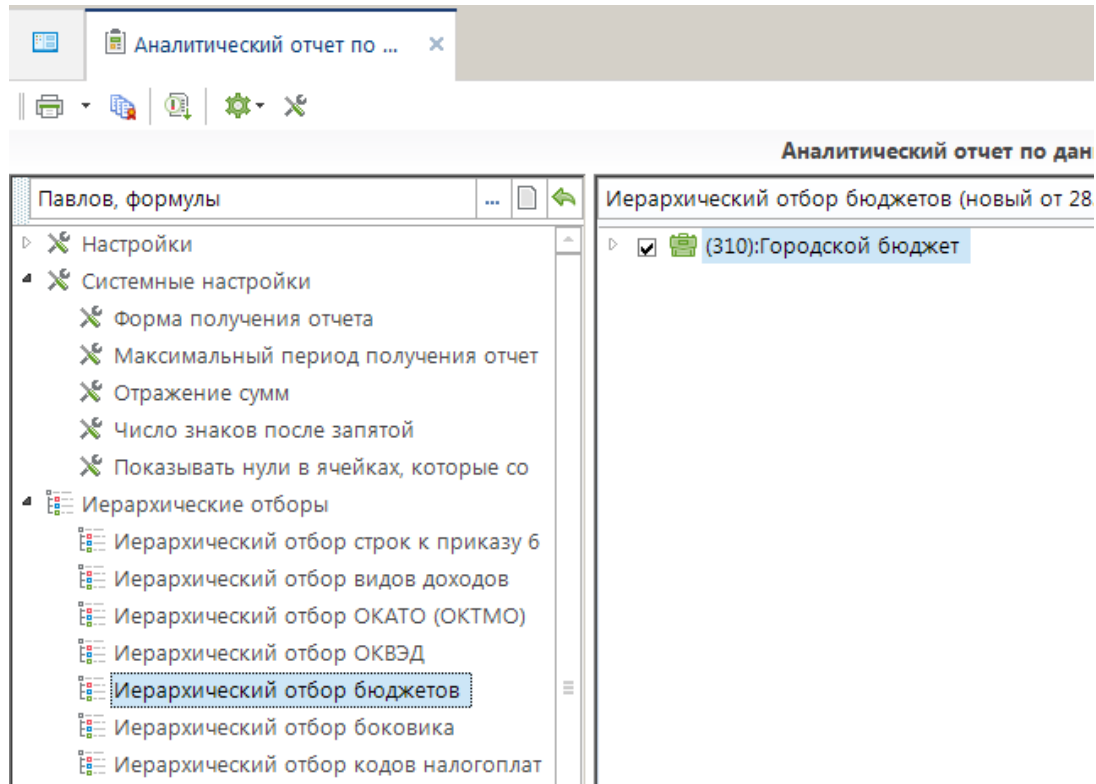 Аналитический отчет по ...
Аналитический отчет по дан
Павлов, формулы ...
Иерархический отбор бюджетов (новый от 28
Настройки
(310):Городской бюджет
Системные настройки
Форма получения отчета
Максимальный период получения отчет
Отражение сумм
Число знаков после запятой
Показывать нули в ячейках, которые со
Иерархические отборы
Иерархический отбор строк к приказу 6
Иерархический отбор видов доходов
Иерархический отбор ОКАТО (ОКТМО)
Иерархический отбор ОКВЭД
Иерархический отбор бюджетов
Иерархический отбор боковика
Иерархический отбор кодов налогоплат